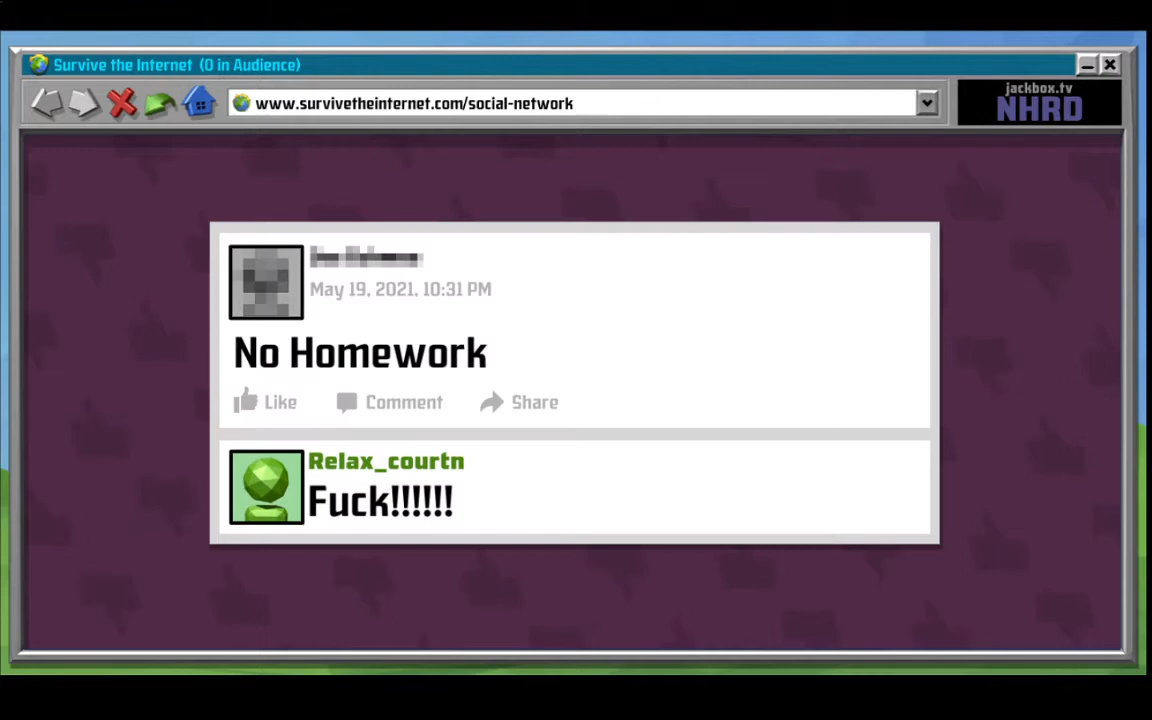 Survive the Internet (0 in Audience)
www.survivetheinternet.com/social-network
jackbox.tv
NHRD
May 19, 2021, 10:31 PM
No Homework
Like Comment Share
Relax_courtn
Fuck!!!!!!